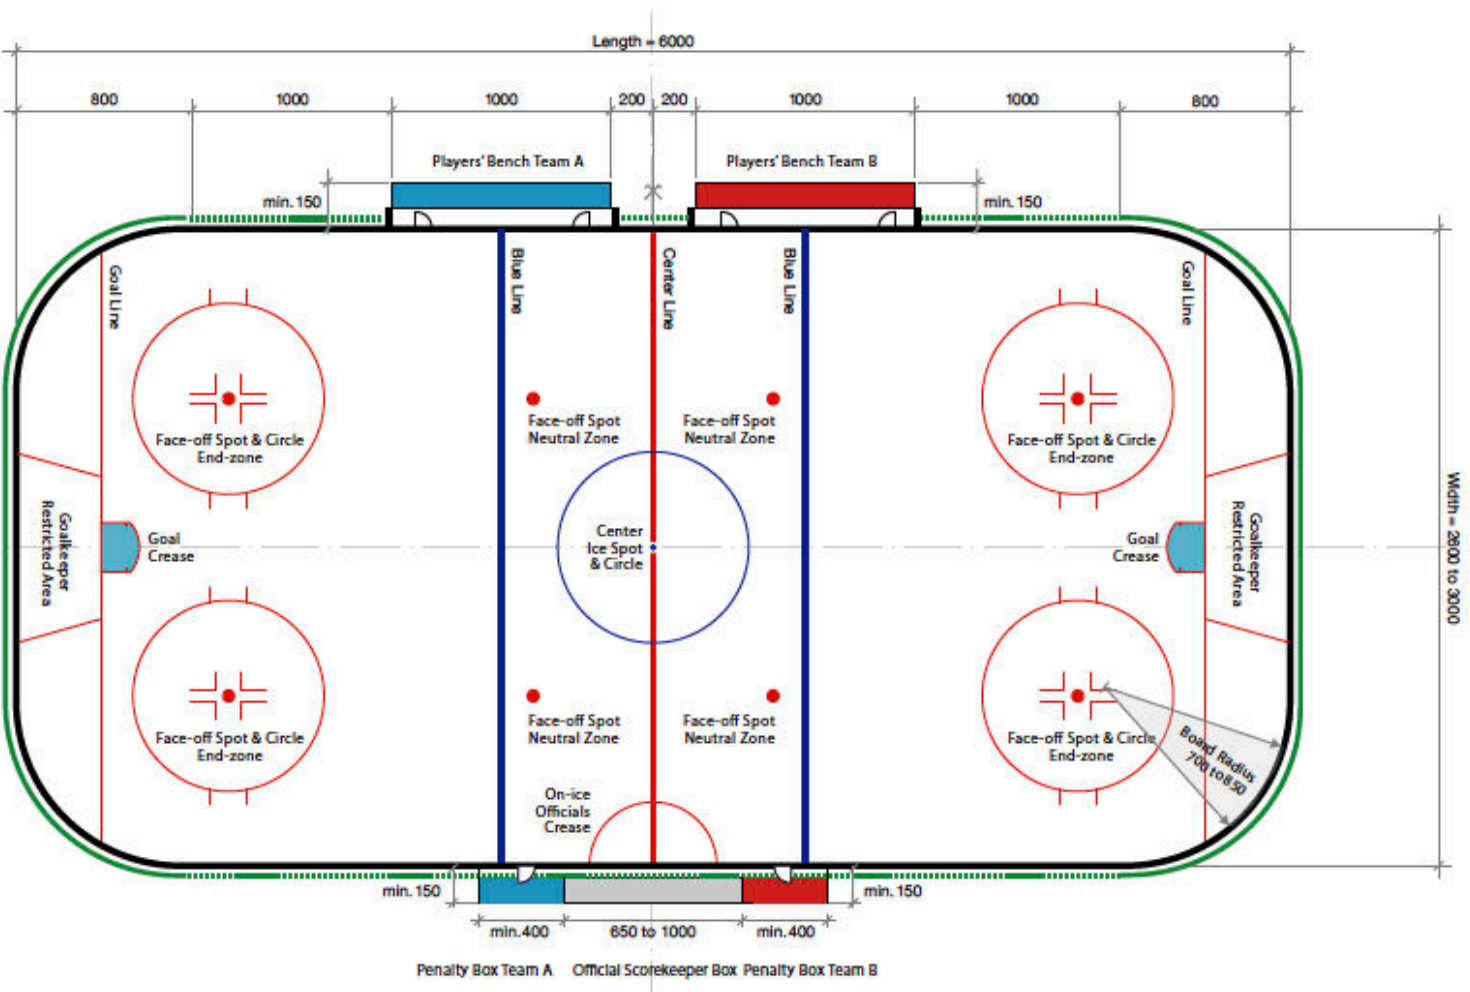 Length = 6000
800
1000
1000
200
200
1000
1000
800
Players' Bench Team A
Players' Bench Team B
min. 150
min. 150
Goal Line
Blue Line
Center Line
Blue Line
Goal Line
Face-off Spot & Circle
End-zone
Face-off Spot
Neutral Zone
Face-off Spot
Neutral Zone
Face-off Spot & Circle
End-zone
Goalkeeper
Restricted Area
Goal
Crease
Center
Ice Spot
& Circle
Goal
Crease
Goalkeeper
Restricted Area
Width = 2600 to 3000
Face-off Spot & Circle
End-zone
Face-off Spot
Neutral Zone
Face-off Spot
Neutral Zone
Face-off Spot & Circle
End-zone
Board Radius
700 to 850
On-ice
Officials
Crease
min. 150
min. 150
min. 400
650 to 1000
min. 400
Penalty Box Team A
Official Scorekeeper Box
Penalty Box Team B